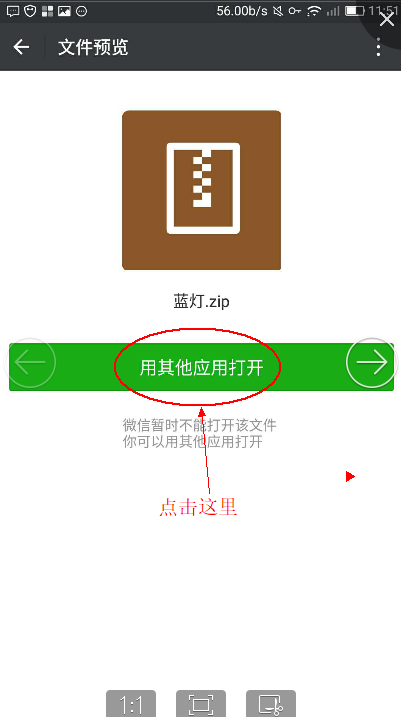 56.00b/s 11:51
文件预览
蓝灯.zip
用其他应用打开
微信暂时不能打开该文件
你可以用其他应用打开
点击这里
1:1